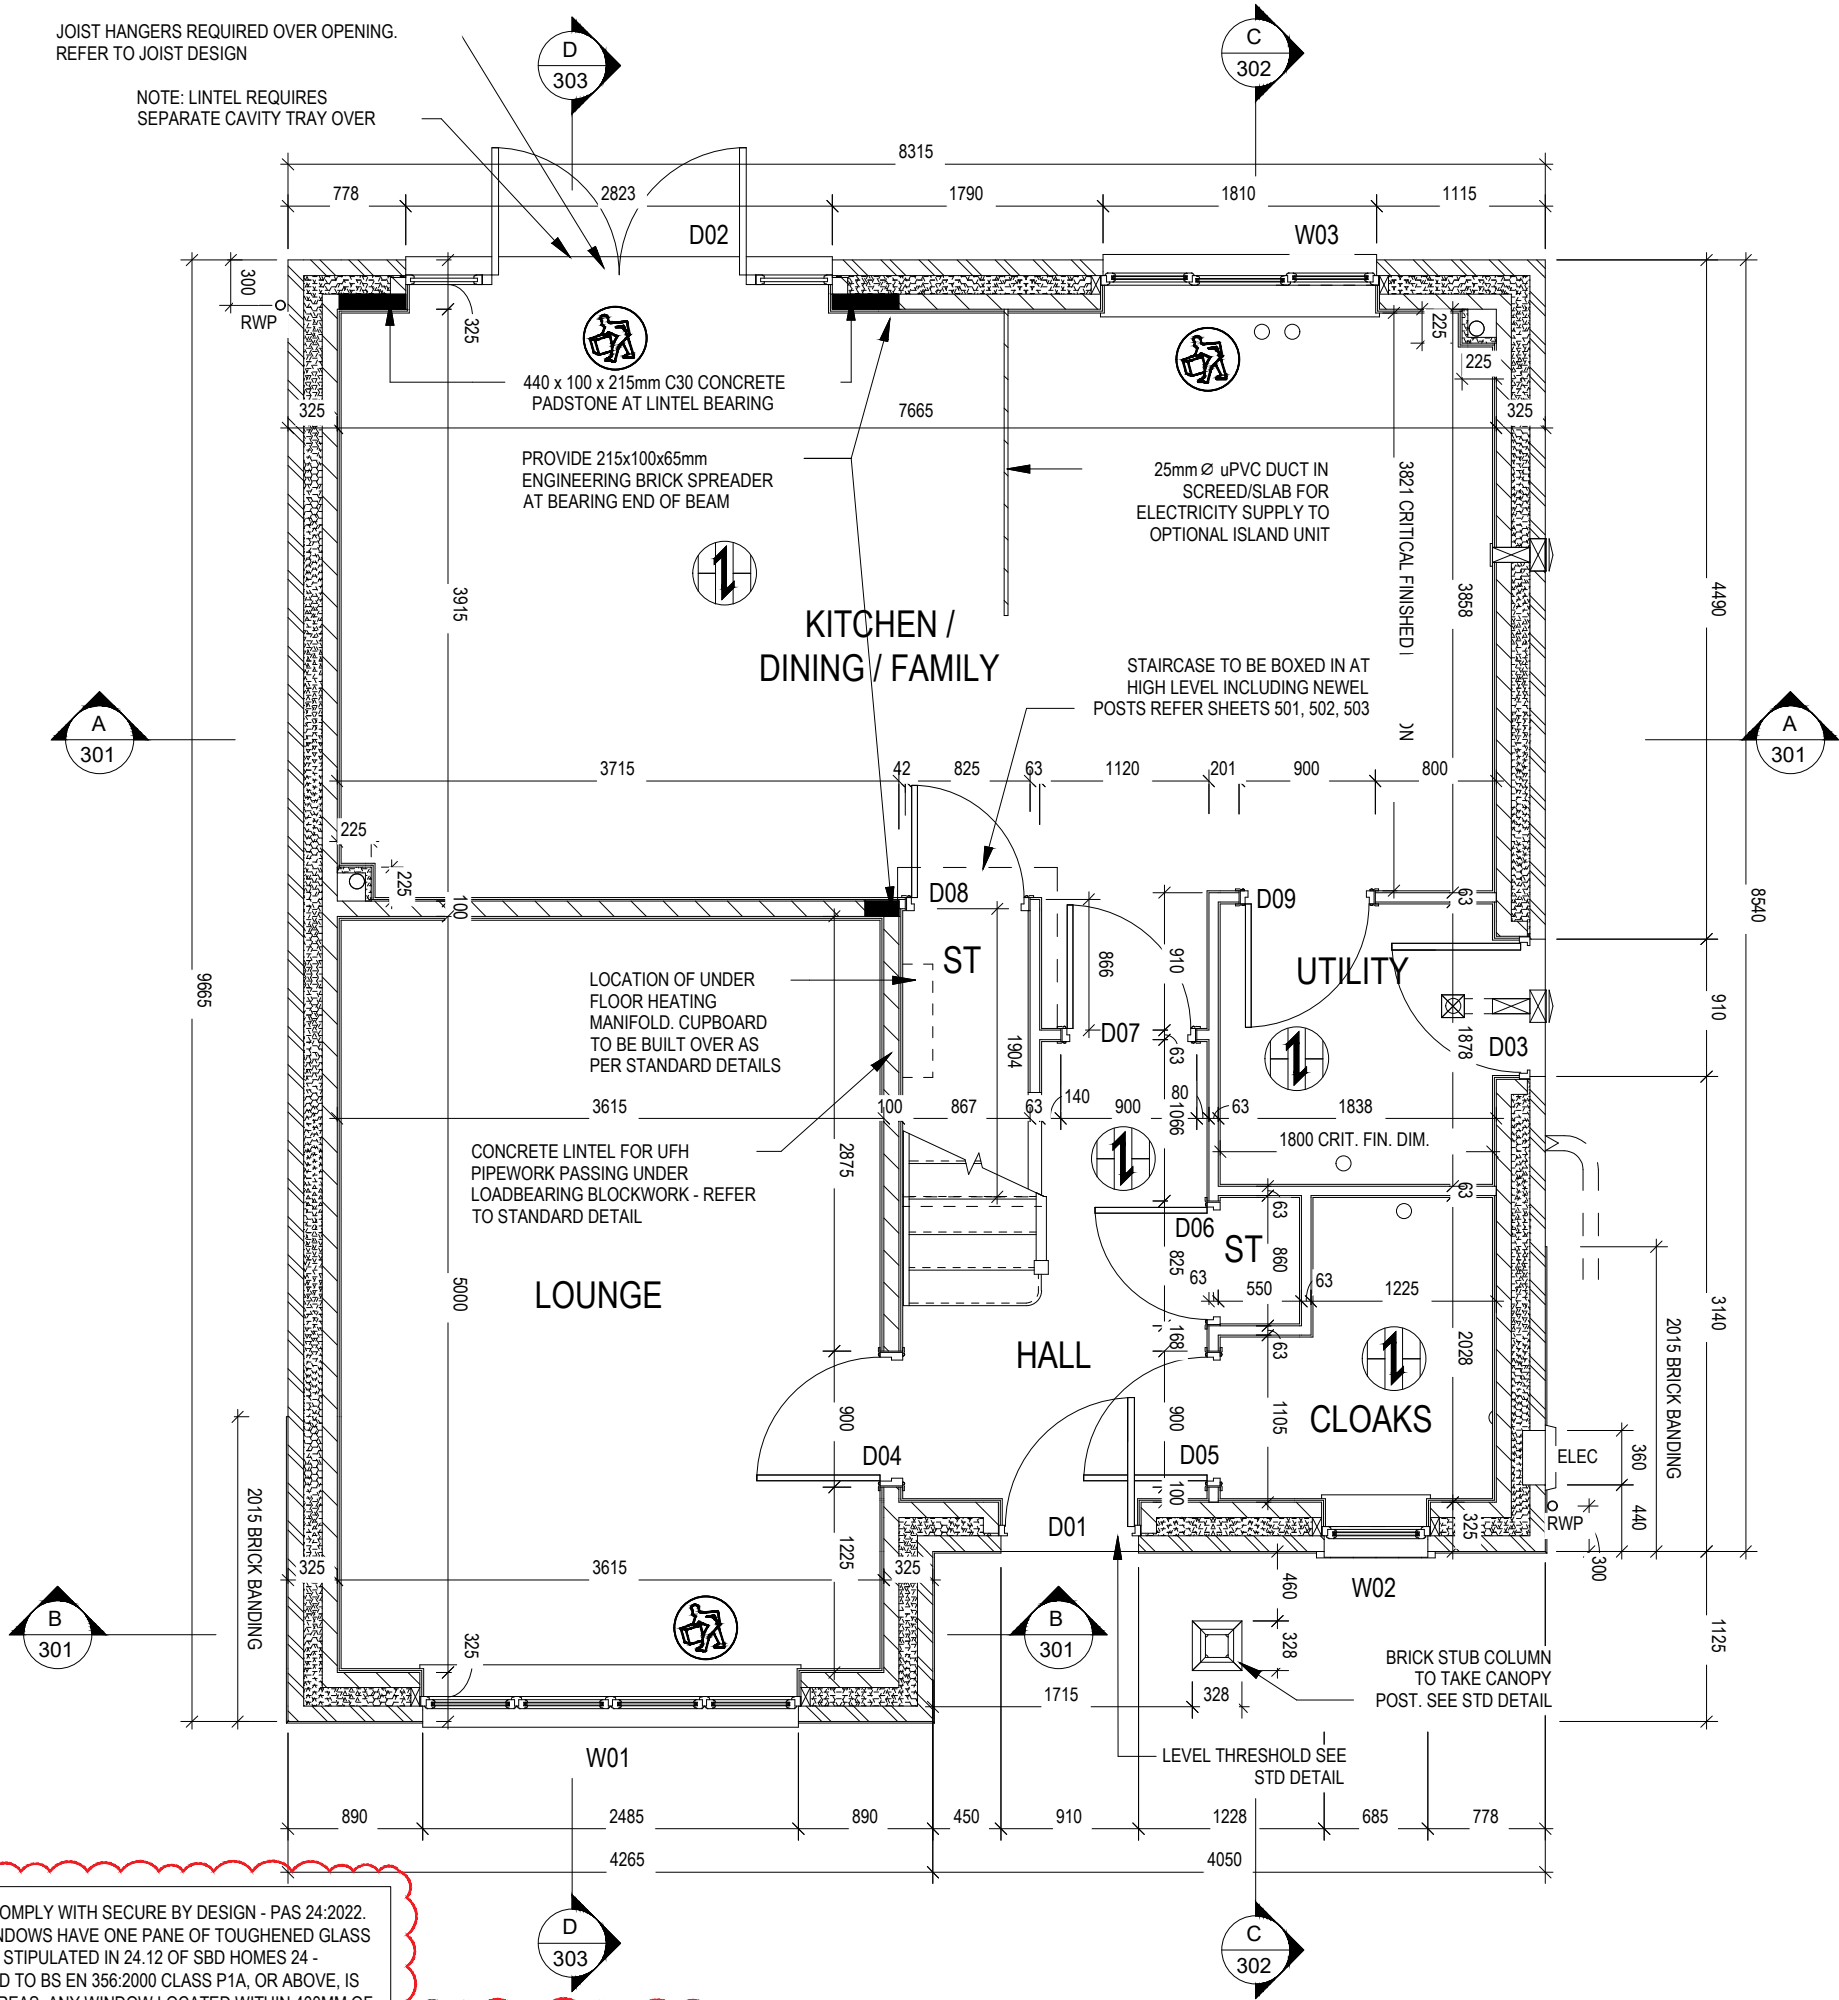 JOIST HANGERS REQUIRED OVER OPENING.
REFER TO JOIST DESIGN
NOTE: LINTEL REQUIRES
SEPARATE CAVITY TRAY OVER
D
303
C
302
8315
778
2823
1790
1810
1115
D02
W03
300
RWP
325
225
225
440 x 100 x 215mm C30 CONCRETE
PADSTONE AT LINTEL BEARING
325
7665
325
PROVIDE 215x100x65mm
ENGINEERING BRICK SPREADER
AT BEARING END OF BEAM
25mmØ uPVC DUCT IN
SCREED/SLAB FOR
ELECTRICITY SUPPLY TO
OPTIONAL ISLAND UNIT
3821 CRITICAL FINISHED
ON
3915
3858
4490
KITCHEN /
DINING / FAMILY
STAIRCASE TO BE BOXED IN AT
HIGH LEVEL INCLUDING NEWEL
POSTS REFER SHEETS 501, 502, 503
A
301
A
301
3715
42
825
63
1120
201
900
800
225
225
100
D08
D09
63
8540
9665
ST
866
910
UTILITY
910
LOCATION OF UNDER
FLOOR HEATING
MANIFOLD. CUPBOARD
TO BE BUILT OVER AS
PER STANDARD DETAILS
D07
63
1904
1878
D03
3615
100
867
63
140
900
80
1066
63
1838
1800 CRIT. FIN. DIM.
CONCRETE LINTEL FOR UFH
PIPEWORK PASSING UNDER
LOADBEARING BLOCKWORK - REFER
TO STANDARD DETAIL
2875
63
63
D06
ST
825
860
63
550
63
1225
LOUNGE
5000
3140
HALL
168
63
2028
2015 BRICK BANDING
900
900
1105
CLOAKS
D04
D05
ELEC
360
2015 BRICK BANDING
100
D01
325
RWP
440
300
325
3615
1225
325
460
W02
B
301
B
301
325
328
1125
BRICK STUB COLUMN
TO TAKE CANOPY
POST. SEE STD DETAIL
1715
328
W01
LEVEL THRESHOLD SEE
STD DETAIL
890
2485
890
450
910
1228
685
778
4265
4050
D
303
C
302
OMPLY WITH SECURE BY DESIGN - PAS 24:2022.
NDOWS HAVE ONE PANE OF TOUGHENED GLASS
STIPULATED IN 24.12 OF SBD HOMES 24 -
D TO BS EN 356:2000 CLASS P1A, OR ABOVE, IS
REAS. ANY WINDOW LOCATED WITHIN 400MM OF